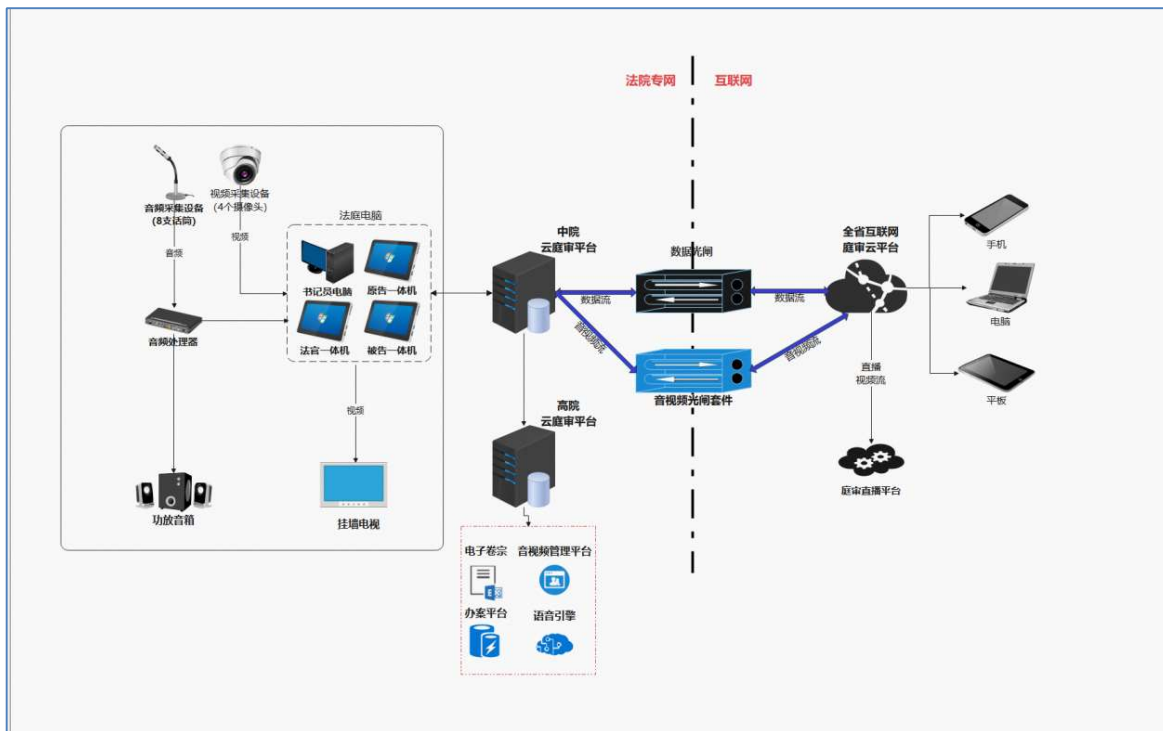 法院专网
互联网
音频采集设备
(8支话筒)
视频采集设备
(4个摄像头)
音频
视频
法庭电脑
书记员电脑
原告一体机
法官一体机
被告一体机
音频处理器
视频
功放音箱
挂墙电视
中院
云庭审平台
高院
云庭审平台
电子卷宗
音视频管理平台
办案平台
语音引擎
数据光闸
数据流
数据流
音视频流
音视频流
音视频光闸套件
全省互联网
庭审云平台
直播
视频流
庭审直播平台
手机
电脑
平板